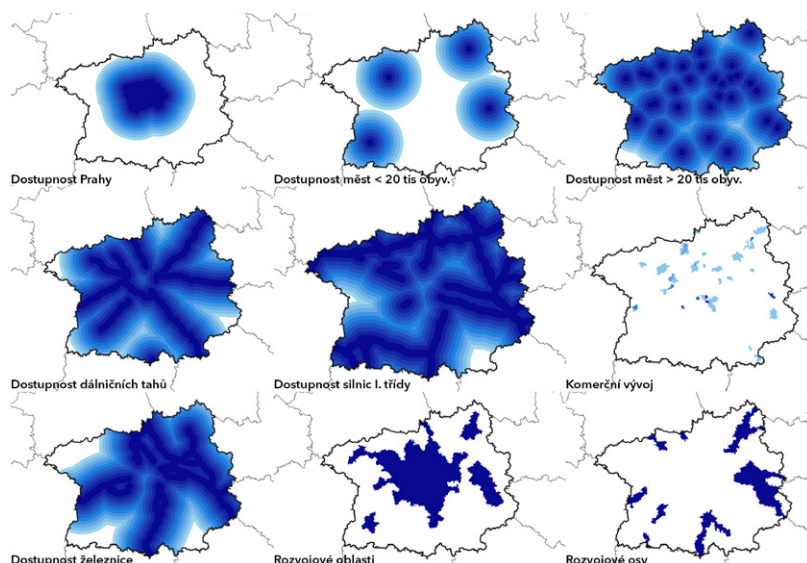 Dostupnost Prahy
Dostupnost měst < 20 tis obyv.
Dostupnost měst > 20 tis obyv.
Dostupnost dálničních tahů
Dostupnost silnic I. třídy
Komerční vývoj
Dostupnost železnice
Rozvojové oblasti
Rozvojové osy